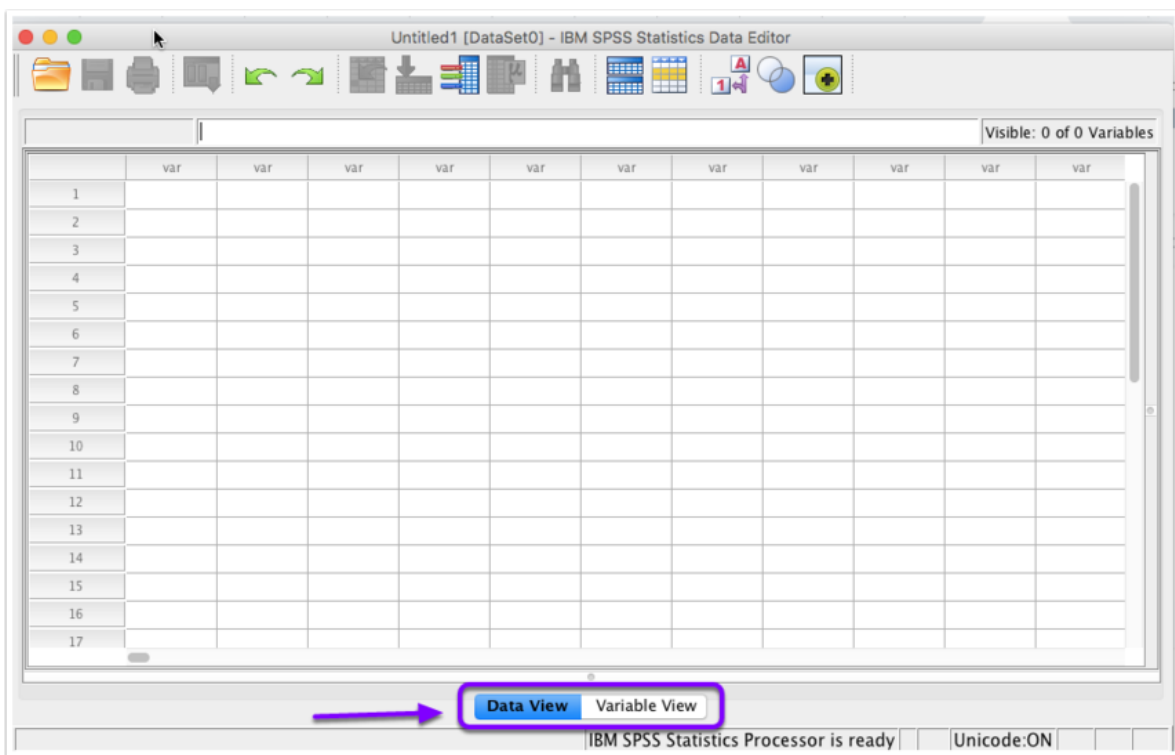 Untitled1 [DataSet0] - IBM SPSS Statistics Data Editor
A
1
μ
Visible: 0 of 0 Variables
var var var var var var var var var var var
1
2
3
4
5
6
7
8
9
10
11
12
13
14
15
16
17
Data View Variable View
IBM SPSS Statistics Processor is ready Unicode:ON